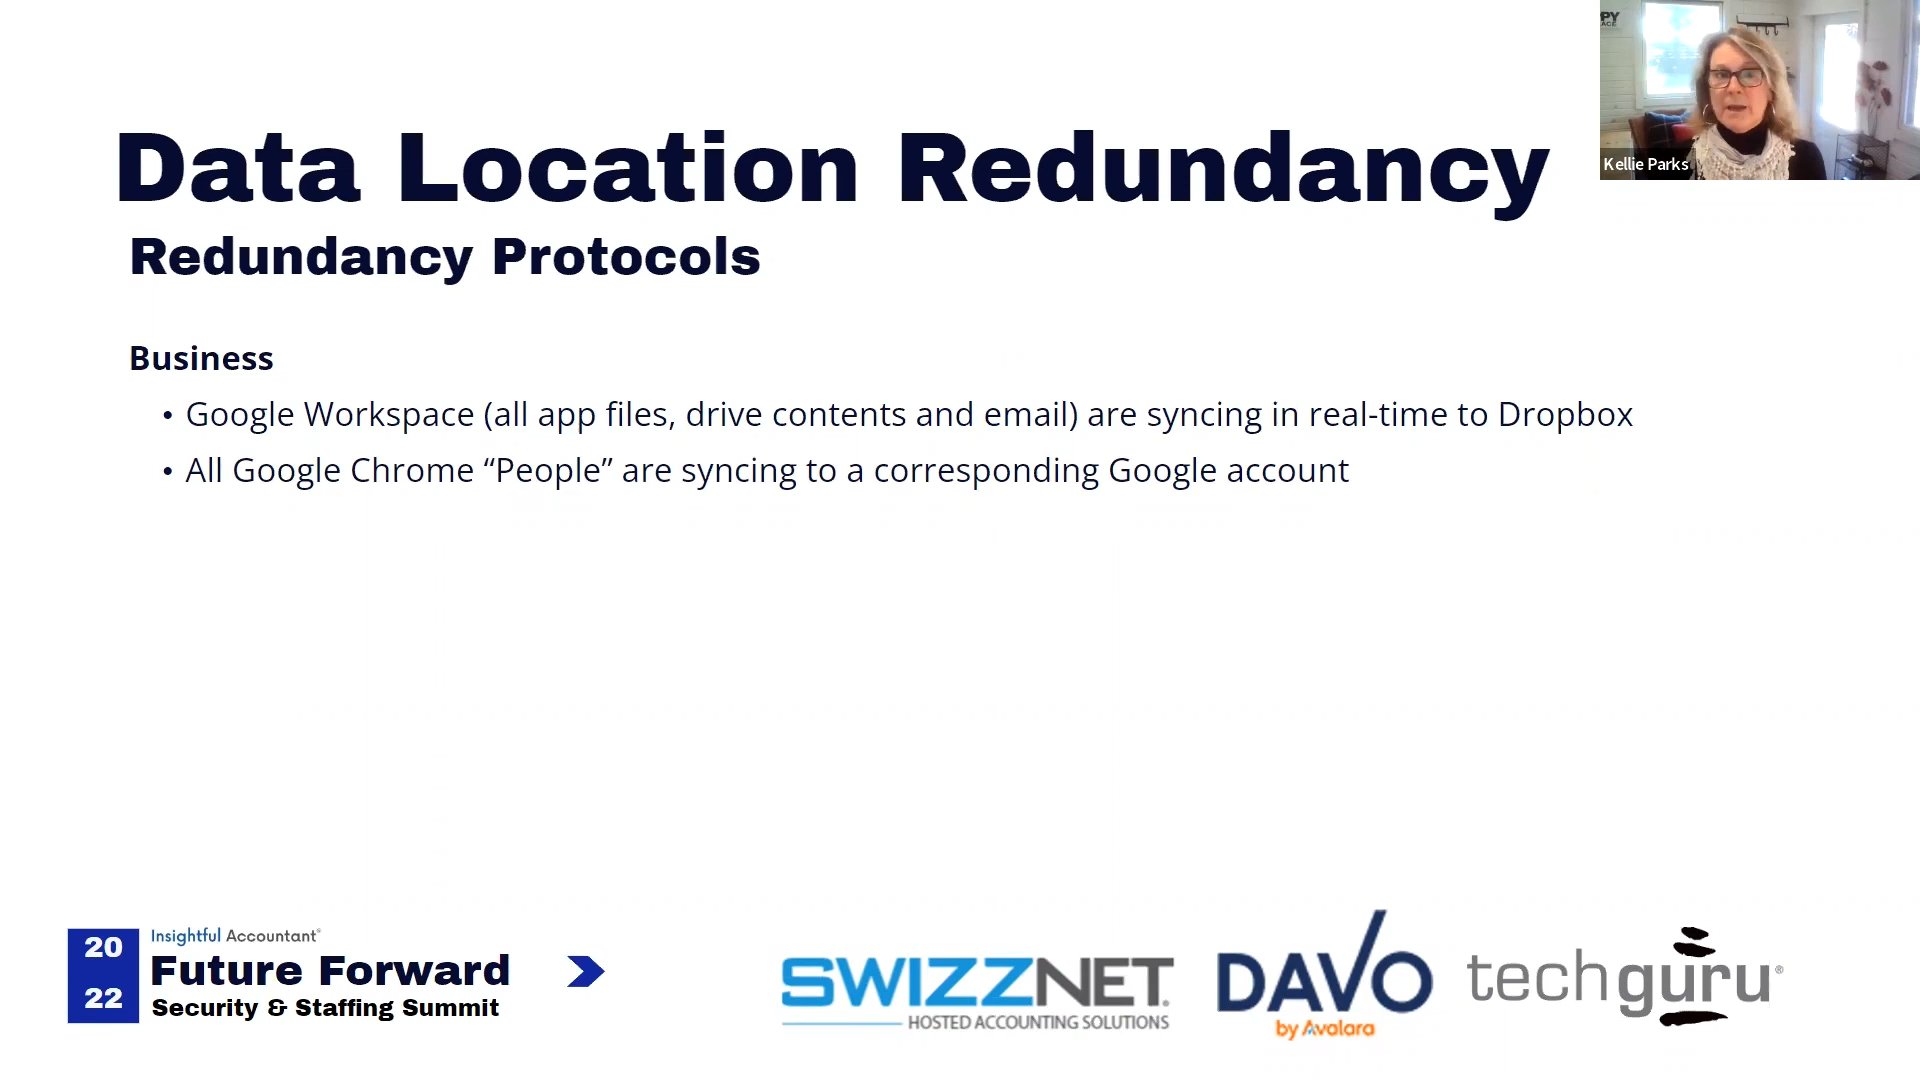 Data Location Redundancy
Redundancy Protocols
Kellie Parks
Business
• Google Workspace (all app files, drive contents and email) are syncing in real-time to Dropbox
• All Google Chrome “People” are syncing to a corresponding Google account
20
22
Insightful Accountant®
Future Forward
Security & Staffing Summit
SWIZZNET®
HOSTED ACCOUNTING SOLUTIONS
DAVO
by Avalara
techguru®